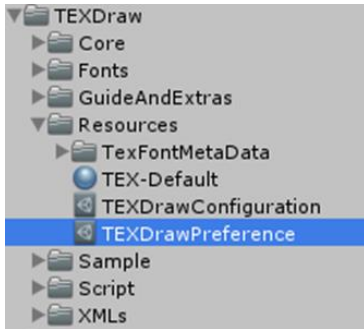 TEXDraw
Core
Fonts
GuideAndExtras
Resources
TexFontMetaData
TEX-Default
TEXDrawConfiguration
TEXDrawPreference
Sample
Script
XMLs